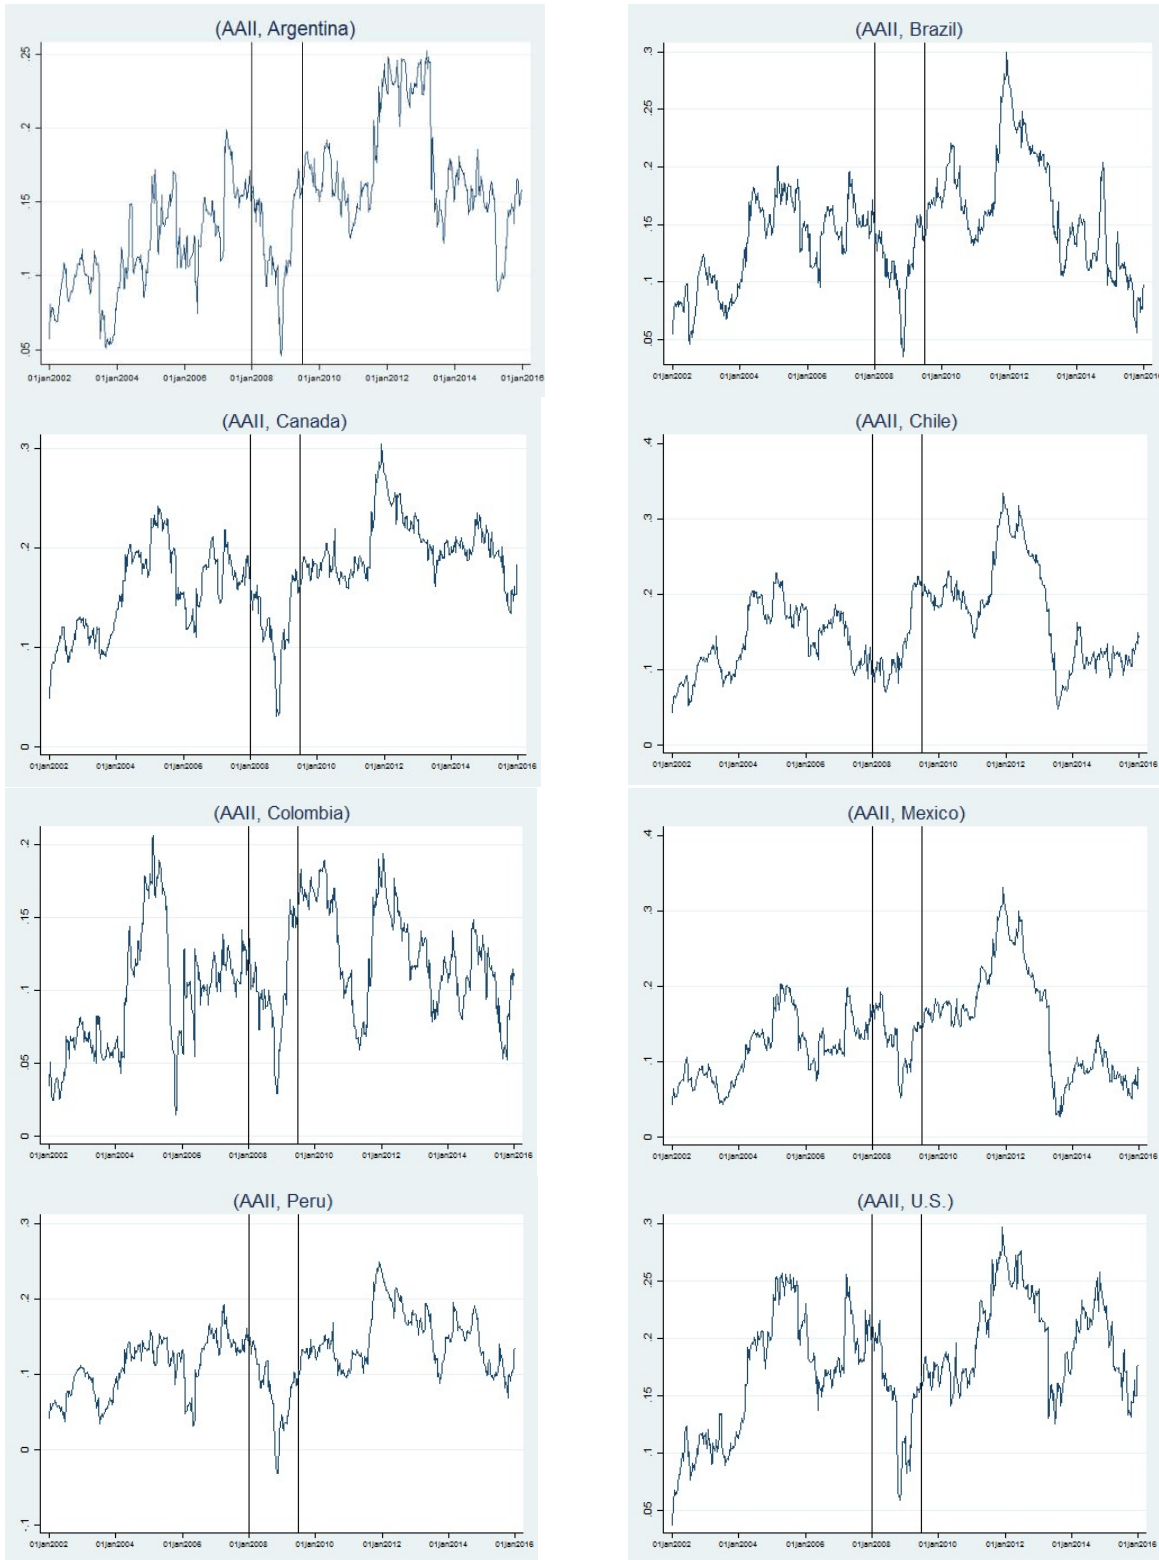 (AAII, Argentina)
.25
.2
.15
.1
.05
01jan2002 01jan2004 01jan2006 01jan2008 01jan2010 01jan2012 01jan2014 01jan2016
(AAII, Brazil)
.3
.25
.2
.15
.1
.05
01jan2002 01jan2004 01jan2006 01jan2008 01jan2010 01jan2012 01jan2014 01jan201
(AAII, Canada)
.3
.2
.1
0
01jan2002 01jan2004 01jan2006 01jan2008 01jan2010 01jan2012 01jan2014 01jan2016
(AAII, Chile)
.4
.3
.2
.1
0
01jan2002 01jan2004 01jan2006 01jan2008 01jan2010 01jan2012 01jan2014 01jan2016
(AAII, Colombia)
.2
.15
.1
.05
0
01jan2002 01jan2004 01jan2006 01jan2008 01jan2010 01jan2012 01jan2014 01jan2016
(AAII, Mexico)
.4
.3
.2
.1
0
01jan2002 01jan2004 01jan2006 01jan2008 01jan2010 01jan2012 01jan2014 01jan2016
(AAII, Peru)
.3
.2
.1
0
-.1
01jan2002 01jan2004 01jan2006 01jan2008 01jan2010 01jan2012 01jan2014 01jan2016
(AAII, U.S.)
.3
.25
.2
.15
.1
.05
01jan2002 01jan2004 01jan2006 01jan2008 01jan2010 01jan2012 01jan2014 01jan2016